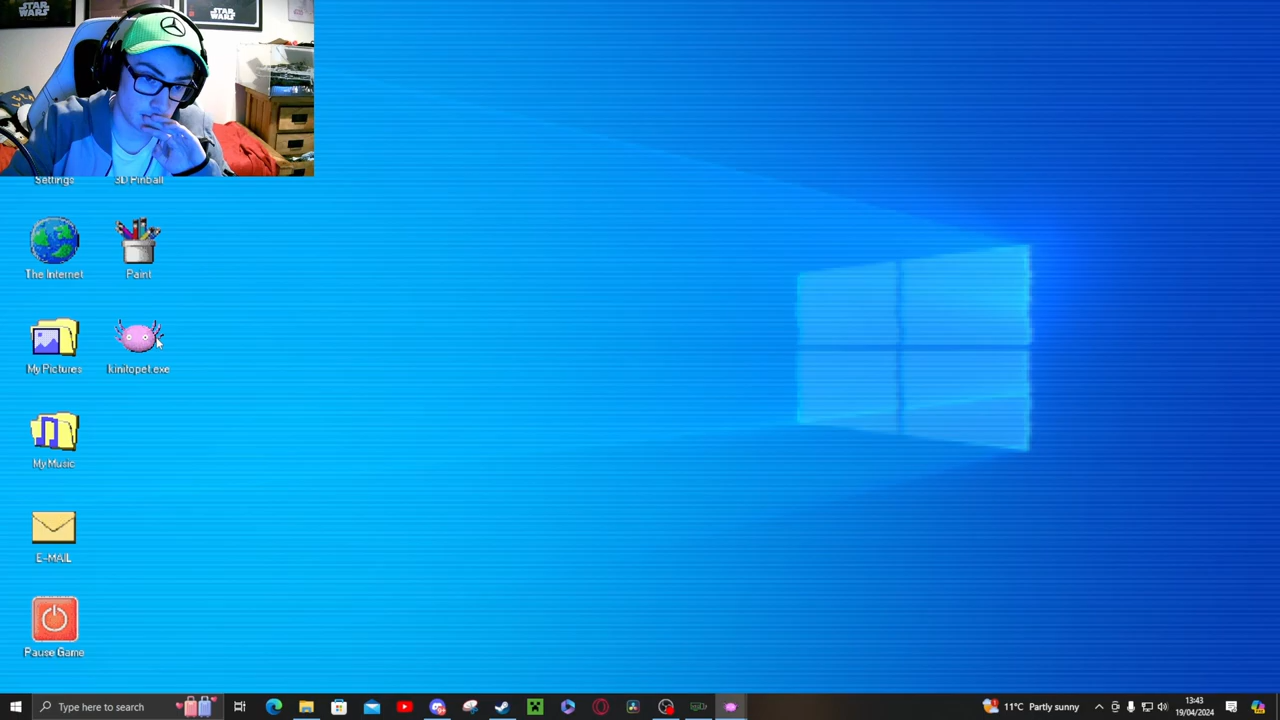 STAR WARS
STAR WARS
Settings
3D Pinball
The Internet
Paint
My Pictures
kinitopet.exe
My Music
E-MAIL
Pause Game
Type here to search
11°C Partly sunny
13:43
19/04/2024